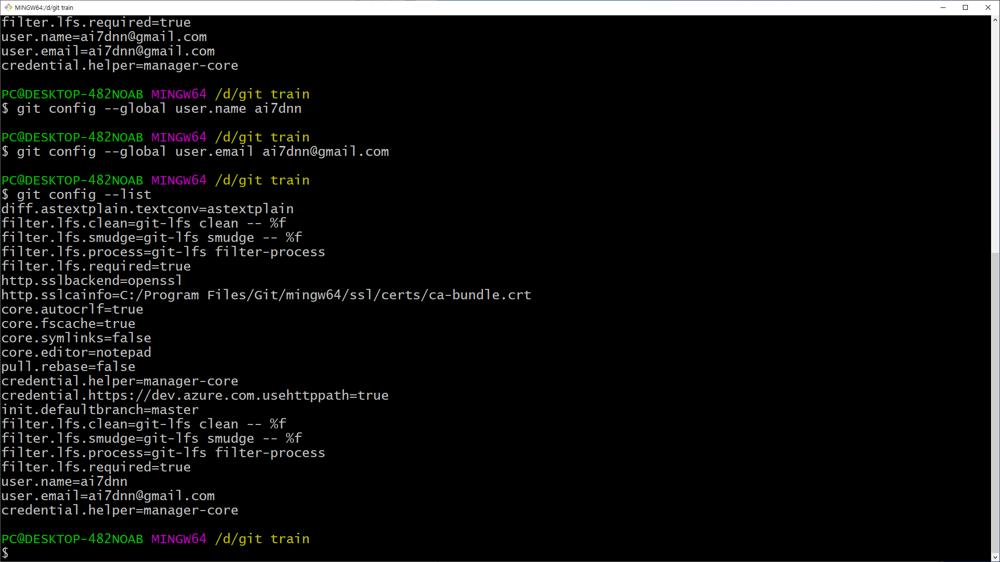 MINGW64:/d/git train
filter.lfs.required=true
user.name=ai7dnn@gmail.com
user.email=ai7dnn@gmail.com
credential.helper=manager-core
PC@DESKTOP-482NOAB MINGW64 /d/git train
$ git config --global user.name ai7dnn
PC@DESKTOP-482NOAB MINGW64 /d/git train
$ git config --global user.email ai7dnn@gmail.com
PC@DESKTOP-482NOAB MINGW64 /d/git train
$ git config --list
diff.astextplain.textconv=astextplain
filter.lfs.clean=git-lfs clean -- %f
filter.lfs.smudge=git-lfs smudge -- %f
filter.lfs.process=git-lfs filter-process
filter.lfs.required=true
http.sslbackend=openssl
http.sslcainfo=C:/Program Files/Git/mingw64/ssl/certs/ca-bundle.crt
core.autocrlf=true
core.fscache=true
core.symlinks=false
core.editor=notepad
pull.rebase=false
credential.helper=manager-core
credential.https://dev.azure.com.usehttppath=true
init.defaultbranch=master
filter.lfs.clean=git-lfs clean -- %f
filter.lfs.smudge=git-lfs smudge -- %f
filter.lfs.process=git-lfs filter-process
filter.lfs.required=true
user.name=ai7dnn
user.email=ai7dnn@gmail.com
credential.helper=manager-core
PC@DESKTOP-482NOAB MINGW64 /d/git train
$